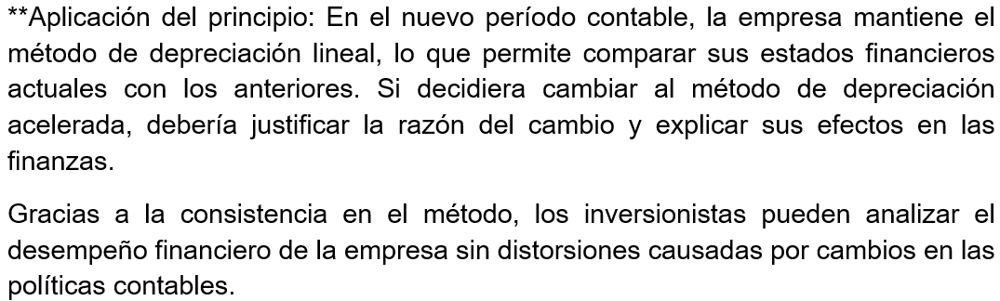 **Aplicación del principio: En el nuevo período contable, la empresa mantiene el
método de depreciación lineal, lo que permite comparar sus estados financieros
actuales con los anteriores. Si decidiera cambiar al método de depreciación
acelerada, debería justificar la razón del cambio y explicar sus efectos en las
finanzas.
Gracias a la consistencia en el método, los inversionistas pueden analizar el
desempeño financiero de la empresa sin distorsiones causadas por cambios en las
políticas contables.